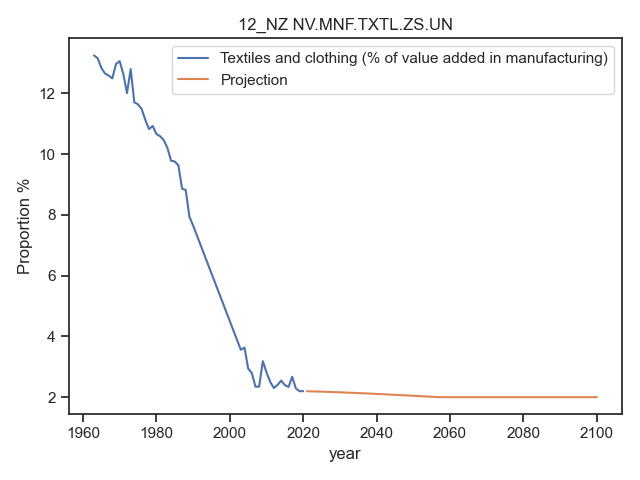 12_NZ NV.MNF.TXTL.ZS.UN
Textiles and clothing (% of value added in manufacturing)
Projection
Proportion %
12
10
8
6
4
2
1960 1980 2000 2020 2040 2060 2080 2100
year